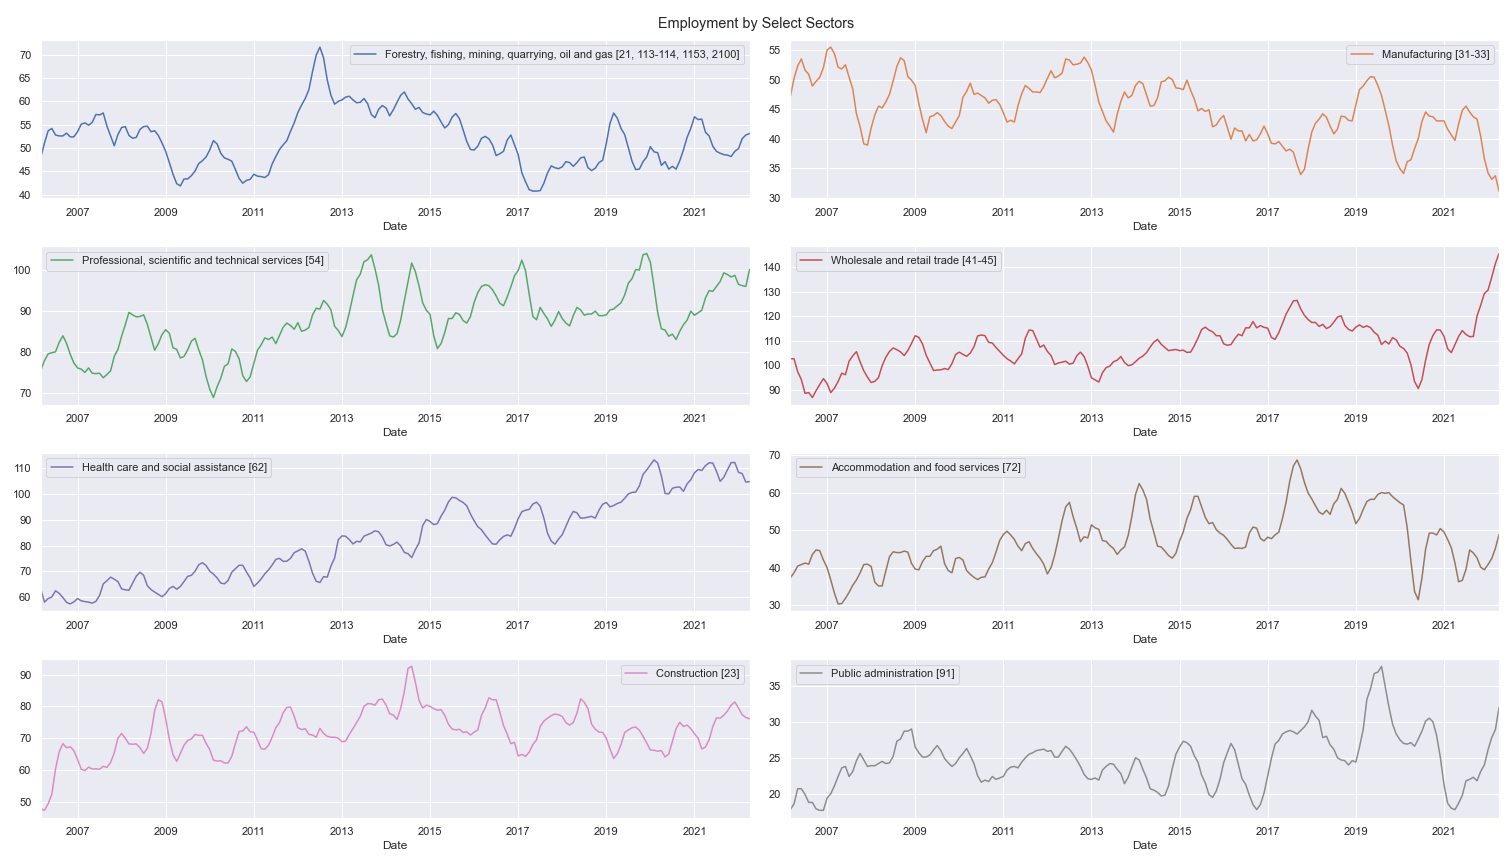 Employment by Select Sectors
Forestry, fishing, mining, quarrying, oil and gas [21, 113-114, 1153, 2100]
70
65
60
55
50
45
40
2007 2009 2011 2013 2015 2017 2019 2021
Date
Manufacturing [31-33]
55
50
45
40
35
30
2007 2009 2011 2013 2015 2017 2019 2021
Date
Professional, scientific and technical services [54]
100
90
80
70
2007 2009 2011 2013 2015 2017 2019 2021
Date
Wholesale and retail trade [41-45]
140
130
120
110
100
90
2007 2009 2011 2013 2015 2017 2019 2021
Date
Health care and social assistance [62]
110
100
90
80
70
60
2007 2009 2011 2013 2015 2017 2019 2021
Date
Accommodation and food services [72]
70
60
50
40
30
2007 2009 2011 2013 2015 2017 2019 2021
Date
Construction [23]
90
80
70
60
50
2007 2009 2011 2013 2015 2017 2019 2021
Date
Public administration [91]
35
30
25
20
2007 2009 2011 2013 2015 2017 2019 2021
Date